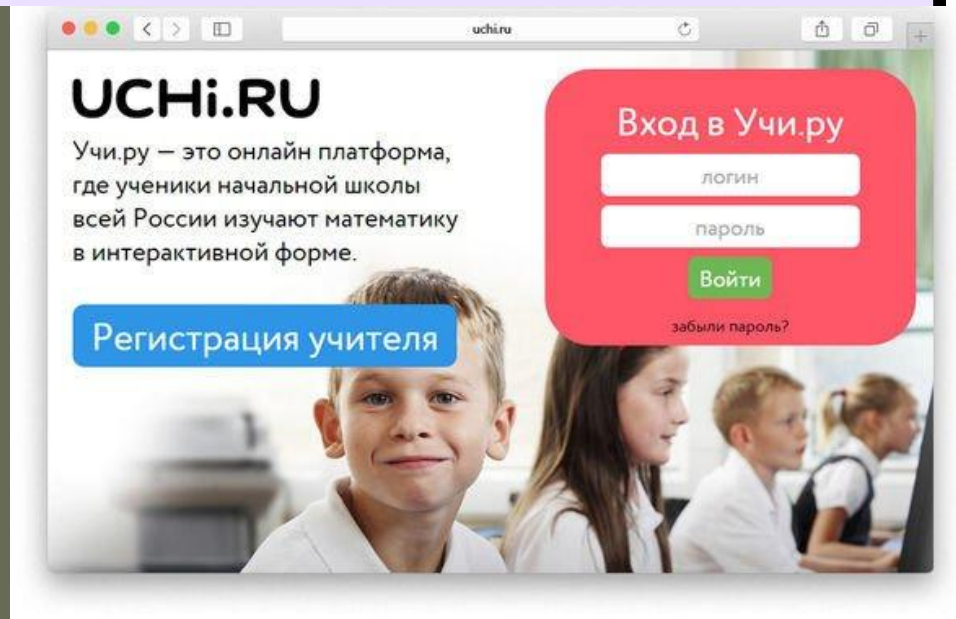 uchi.ru
UCHi.RU
Учи.ру — это онлайн платформа,
где ученики начальной школы
всей России изучают математику
в интерактивной форме.
Регистрация учителя
Вход в Учи.ру
логин
пароль
Войти
забыли пароль?